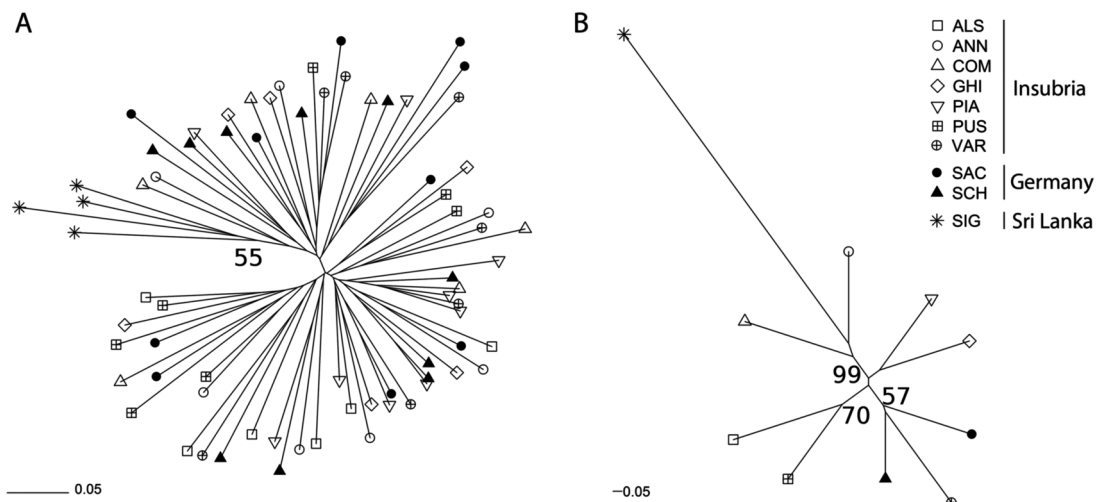 A
B
ALS
ANN
COM
GHI
PIA
PUS
VAR
Insubria
SAC
SCH
Germany
SIG
Sri Lanka
55
99
57
70
0.05
0.05